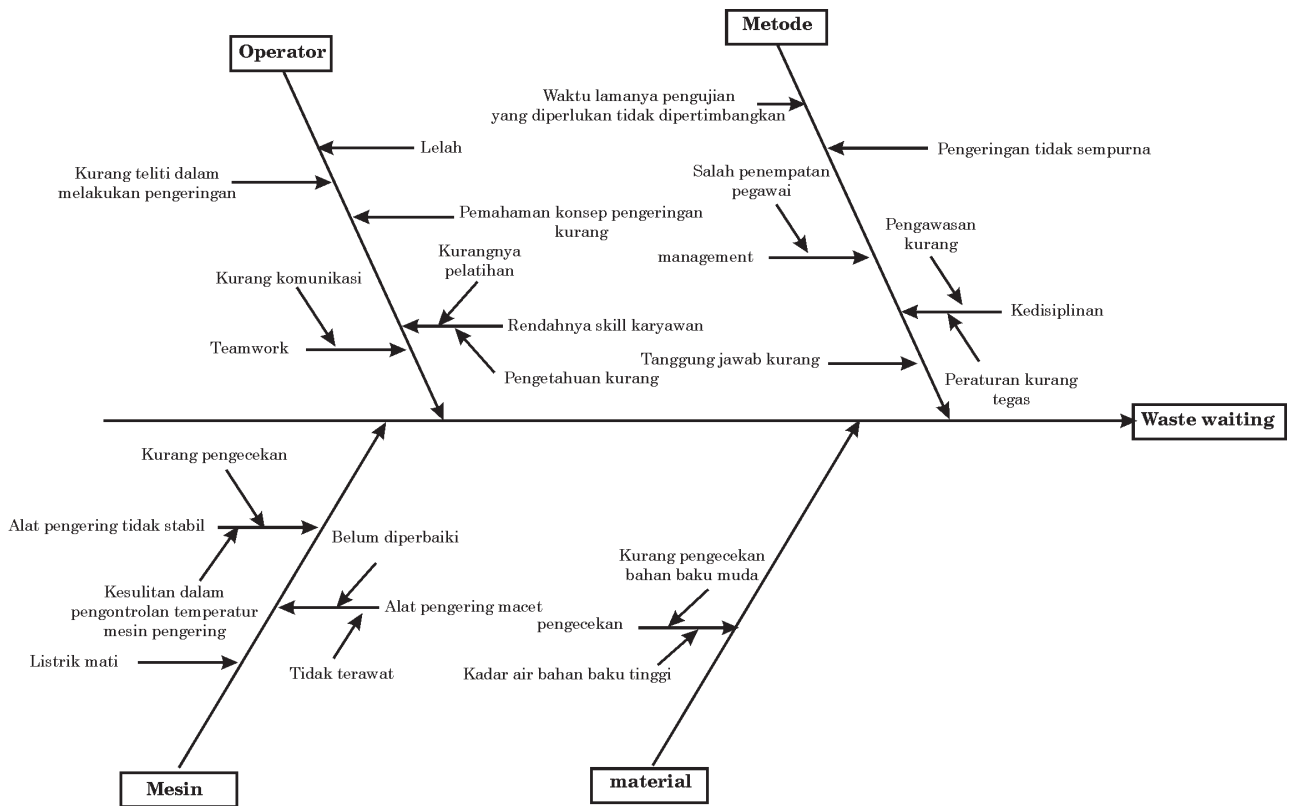 Operator
Metode
Waktu lamanya pengujian
yang diperlukan tidak dipertimbangkan
Lelah
Pengeringan tidak sempurna
Kurang teliti dalam
melakukan pengeringan
Salah penempatan
pegawai
Pemahaman konsep pengeringan
kurang
Pengawasan
kurang
Kurangnya
pelatihan
management
Kurang komunikasi
Rendahnya skill karyawan
Kedisiplinan
Teamwork
Tanggung jawab kurang
Pengetahuan kurang
Peraturan kurang
tegas
Waste waiting
Kurang pengecekan
Alat pengering tidak stabil
Belum diperbaiki
Kurang pengecekan
bahan baku muda
Kesulitan dalam
pengontrolan temperatur
mesin pengering
Alat pengering macet
pengecekan
Listrik mati
Tidak terawat
Kadar air bahan baku tinggi
Mesin
material